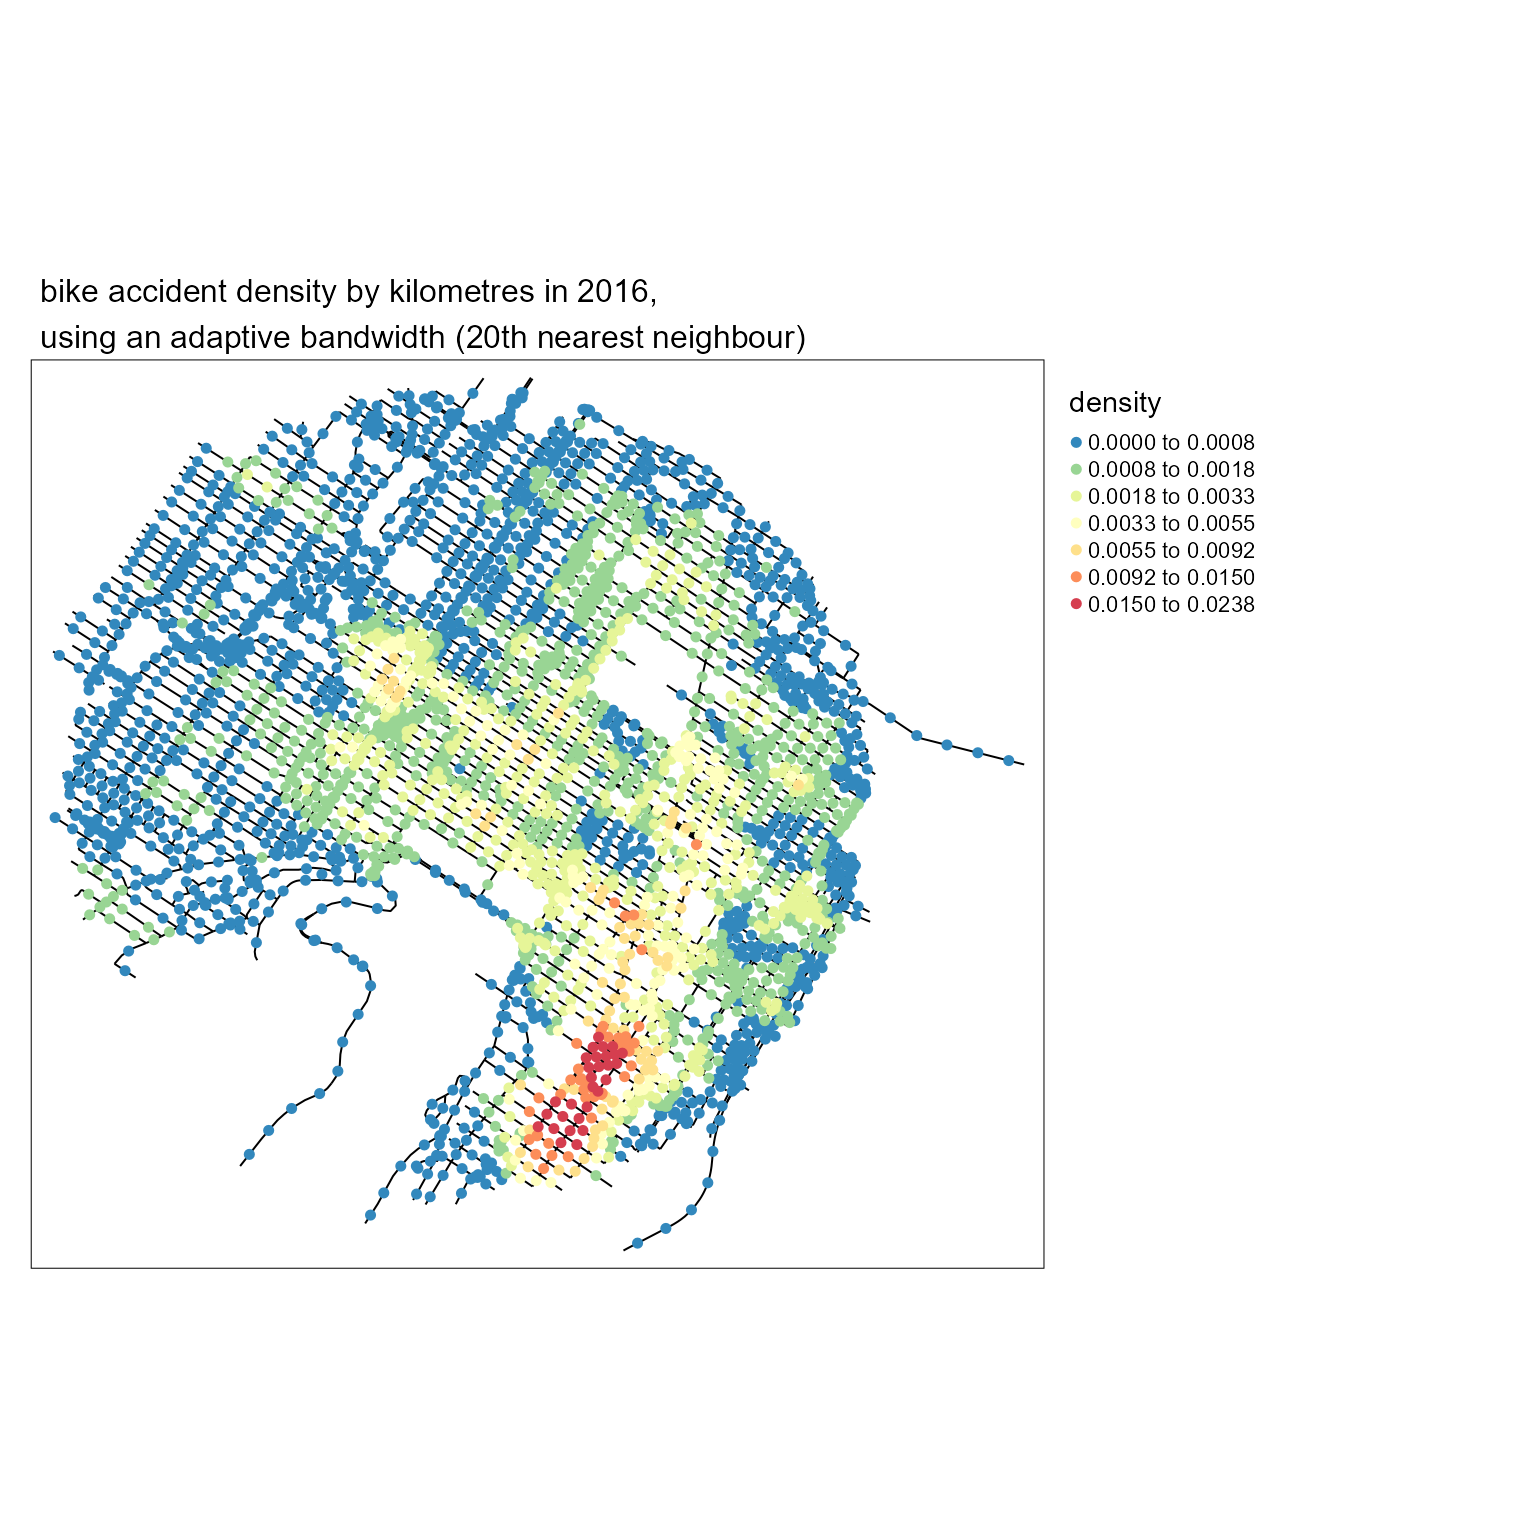 bike accident density by kilometres in 2016,
using an adaptive bandwidth (20th nearest neighbour)
density
0.0000 to 0.0008
0.0008 to 0.0018
0.0018 to 0.0033
0.0033 to 0.0055
0.0055 to 0.0092
0.0092 to 0.0150
0.0150 to 0.0238